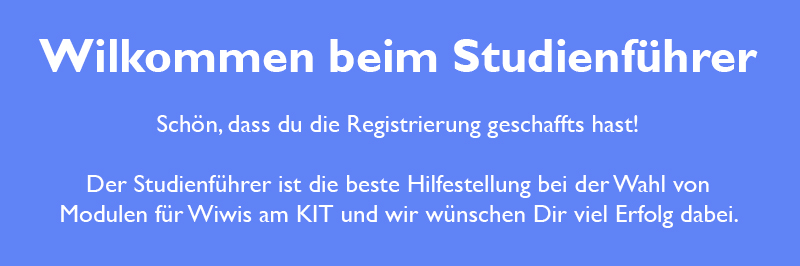 Wilkommen beim Studienführer
Schön, dass du die Registrierung geschaffts hast!
Der Studienführer ist die beste Hilfestellung bei der Wahl von
Modulen für Wiwis am KIT und wir wünschen Dir viel Erfolg dabei.